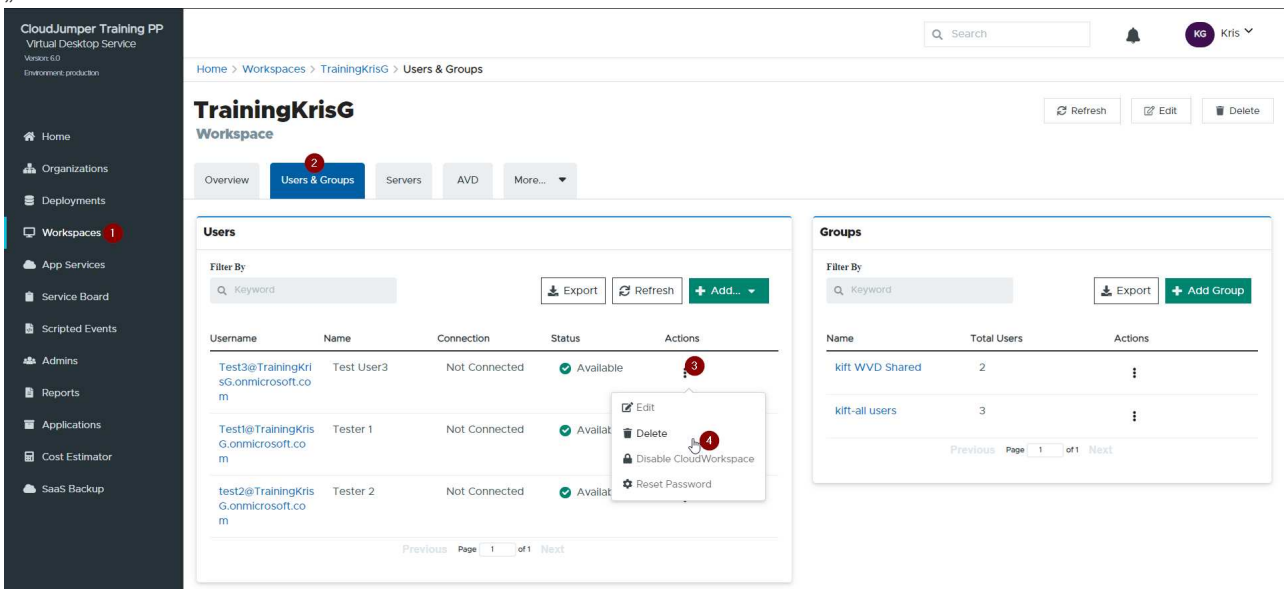 CloudJumper Training PP
Virtual Desktop Service
Version: 6.0
Environment: production
Search
KG Kris
Home > Workspaces > TrainingKrisG > Users & Groups
TrainingKrisG
Workspace
Refresh
Edit
Delete
Home
Organizations
Deployments
Workspaces 1
App Services
Service Board
Scripted Events
Admins
Reports
Applications
Cost Estimator
SaaS Backup
2
Overview
Users & Groups
Servers
AVD
More...
Users
Filter By
Keyword
Export
Refresh
+ Add...
Username Name Connection Status Actions
Test3@TrainingKri Test User3 Not Connected Available 3
sG.onmicrosoft.co
m
Test1@TrainingKris Tester 1 Not Connected Availab
G.onmicrosoft.co
m
test2@TrainingKris Tester 2 Not Connected Availab
G.onmicrosoft.co
m
Edit
Delete 4
Disable CloudWorkspace
Reset Password
Previous Page 1 of 1 Next
Groups
Filter By
Keyword
Export
+ Add Group
Name Total Users Actions
kift WVD Shared 2
kift-all users 3
Previous Page 1 of 1 Next